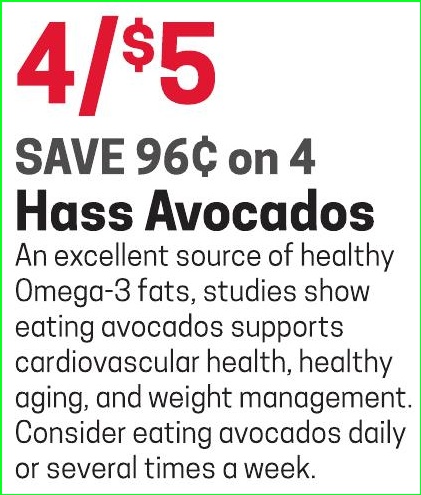 4/$5
SAVE 96¢ on 4
Hass Avocados
An excellent source of healthy
Omega-3 fats, studies show
eating avocados supports
cardiovascular health, healthy
aging, and weight management.
Consider eating avocados daily
or several times a week.